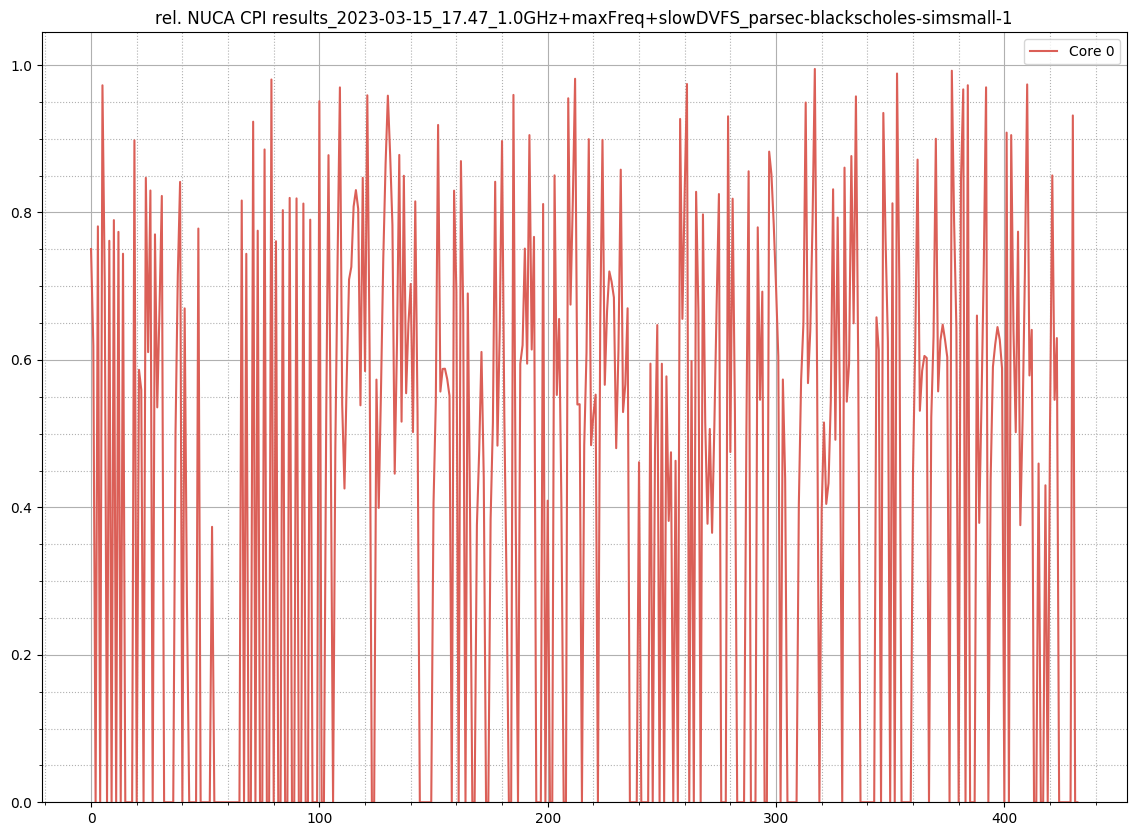 rel. NUCA CPI results_2023-03-15_17.47_1.0GHz+maxFreq+slowDVFS_parsec-blackscholes-simsmall-1
Core 0
1.0
0.8
0.6
0.4
0.2
0.0
0 100 200 300 400